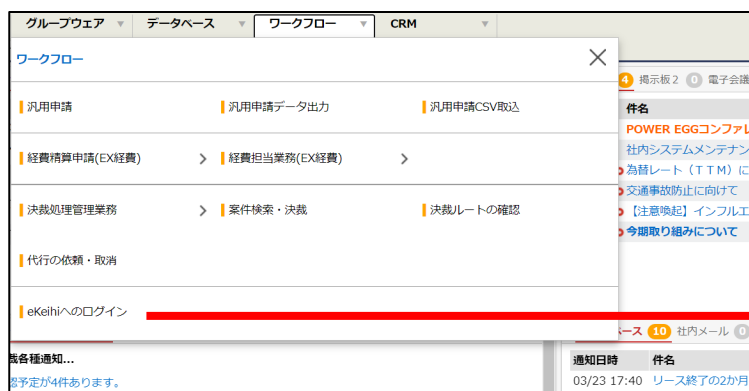 グループウェア ▼ データベース ▼ ワークフロー ▼ CRM ▼
ワークフロー
汎用申請 汎用申請データ出力 汎用申請CSV取込
経費精算申請(EX経費) > 経費担当業務(EX経費) >
決裁処理管理業務 > 案件検索・決裁 決裁ルートの確認
代行の依頼・取消
eKeihiへのログイン
4 掲示板2 0 電子会議
件名
POWER EGGコンファレ
社内システムメンテナン
為替レート（TTM）に
交通事故防止に向けて
【注意喚起】インフルエ
今期取り組みについて
ース 10 社内メール 0
各種通知...
予定が4件あります。
通知日時 件名
03/23 17:40 リース終了の2か月